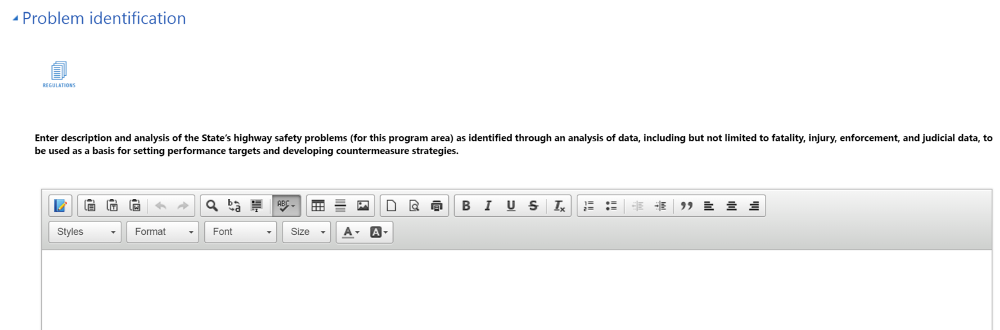 Problem identification
REGULATIONS
Enter description and analysis of the State's highway safety problems (for this program area) as identified through an analysis of data, including but not limited to fatality, injury, enforcement, and judicial data, to
be used as a basis for setting performance targets and developing countermeasure strategies.
ABC
B I U S Ix
Styles Format Font Size A A